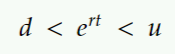 d < e^{rt} < u